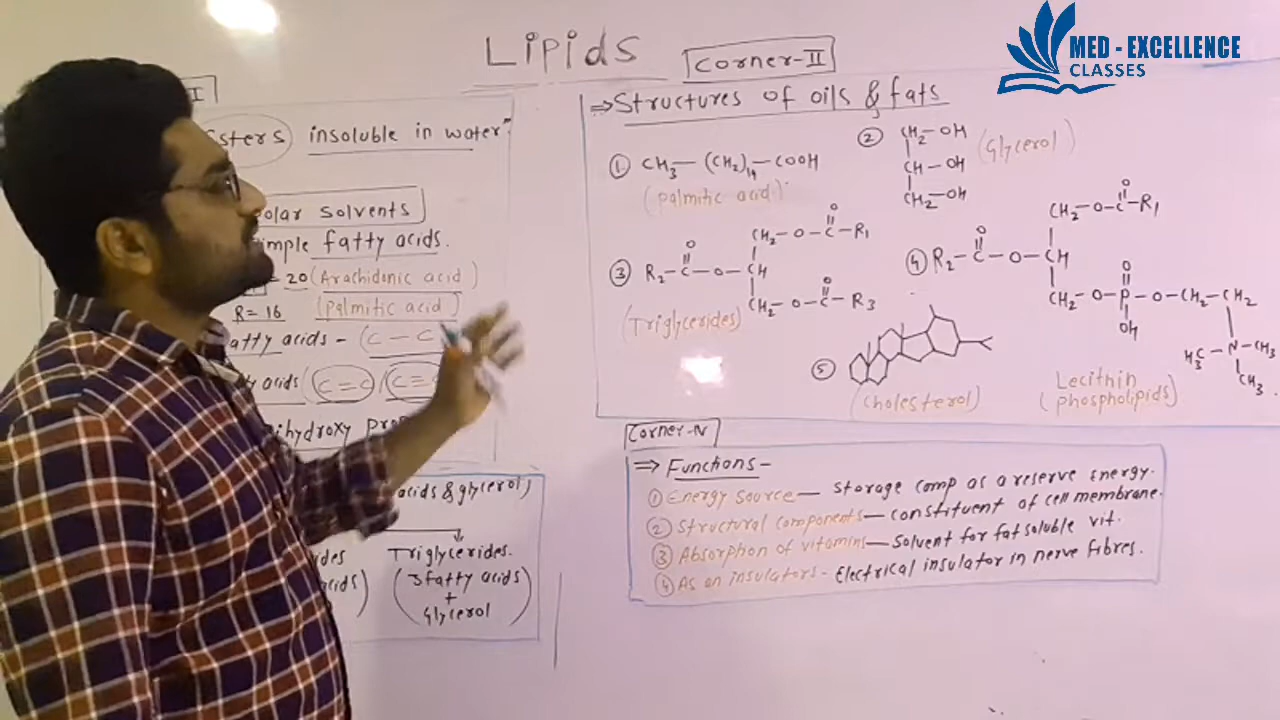 Lipids
Corner-II
MED - EXCELLENCE
CLASSES
I
sters insoluble in water"
olar solvents
imple fatty acids.
= 20 (Arachidonic acid)
R = 16 (palmitic acid)
atty acids - (C - C
acids (C=C) / (C≡C
ihydroxy prop
acids & glycerol)
Triglycerides.
(3 fatty acids
+
Glycerol)
⇒ Structures of oils & fats
① CH₃ — (CH₂)₁₄ — COOH
(palmitic acid)
② CH₂ — OH
CH — OH
CH₂ — OH
(Glycerol)
③ CH₂ — O — C — R₁
O
R₂ — C — O — CH
O
CH₂ — O — C — R₃
O
(Triglycerides)
④ CH₂ — O — C — R₁
O
R₂ — C — O — CH
O
CH₂ — O — P — O — CH₂ — CH₂
O
OH
H₃C — N — CH₃
CH₃
Lecithin
(phospholipids)
⑤
(cholesterol)
Corner-IV
⇒ Functions -
① Energy source — storage comp as a reserve energy.
② Structural components — constituent of cell membrane.
③ Absorption of vitamins — solvent for fat soluble vit.
④ As an insulators - Electrical insulator in nerve fibres.